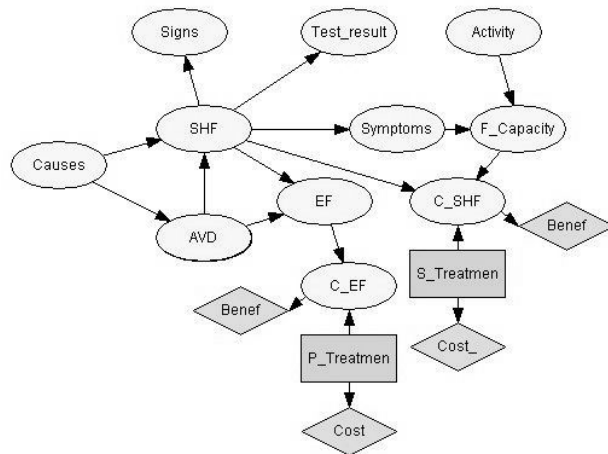 Signs
Test_result
Activity
SHF
Symptoms
F_Capacity
Causes
EF
C_SHF
AVD
Benef
S_Treatmen
C_EF
Benef
Cost_
P_Treatmen
Cost